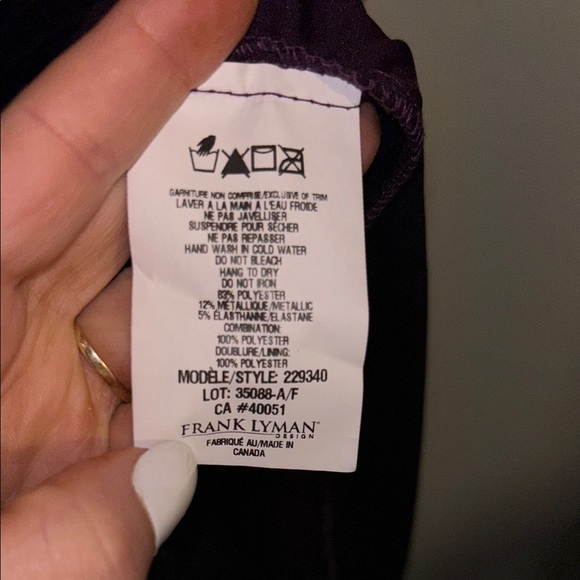 GARNITURE NON COMPRISE/EXCLUSIVE OF TRIM
LAVER A LA MAIN A L'EAU FROIDE
NE PAS JAVELLISER
SUSPENDRE POUR SÉCHER
NE PAS REPASSER
HAND WASH IN COLD WATER
DO NOT BLEACH
HANG TO DRY
DO NOT IRON
83% POLYESTER
12% MÉTALLIQUE/METALLIC
5% ÉLASTHANNE/ELASTANE
COMBINATION:
100% POLYESTER
DOUBLURE/LINING:
100% POLYESTER
MODÈLE/STYLE: 229340
LOT: 35088-A/F
CA #40051
FRANK LYMAN
DESIGN
FABRIQUÉ AU/MADE IN
CANADA